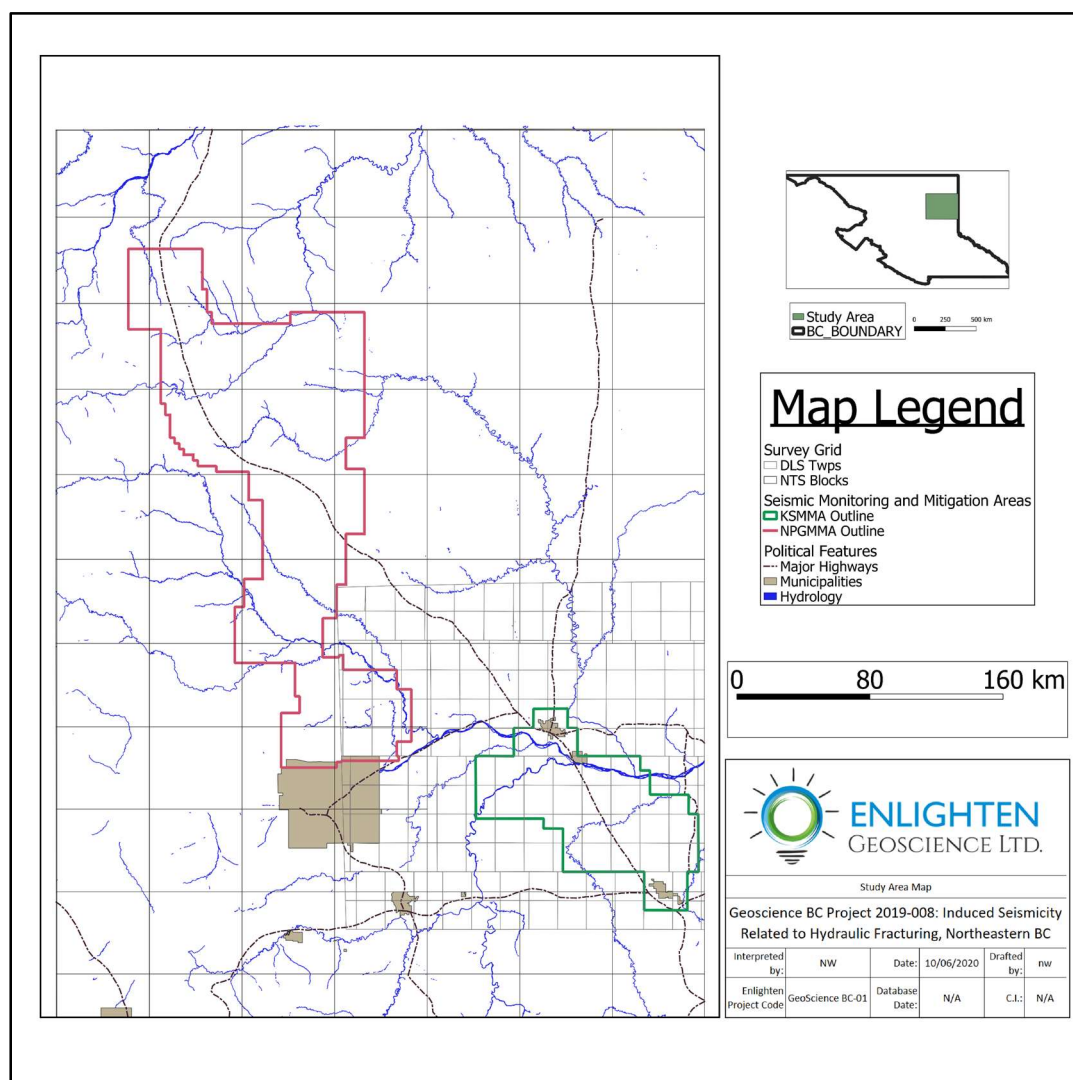 Study Area
BC_BOUNDARY
0 250 500 km
Map Legend
Survey Grid
DLS Twps
NTS Blocks
Seismic Monitoring and Mitigation Areas
KSMMA Outline
NPGMMA Outline
Political Features
Major Highways
Municipalities
Hydrology
0 80 160 km
ENLIGHTEN
GEOSCIENCE LTD.
Study Area Map
Geoscience BC Project 2019-008: Induced Seismicity
Related to Hydraulic Fracturing, Northeastern BC
Interpreted by: NW Date: 10/06/2020 Drafted by: nw
Enlighten Project Code GeoScience BC-01 Database Date: N/A C.I.: N/A